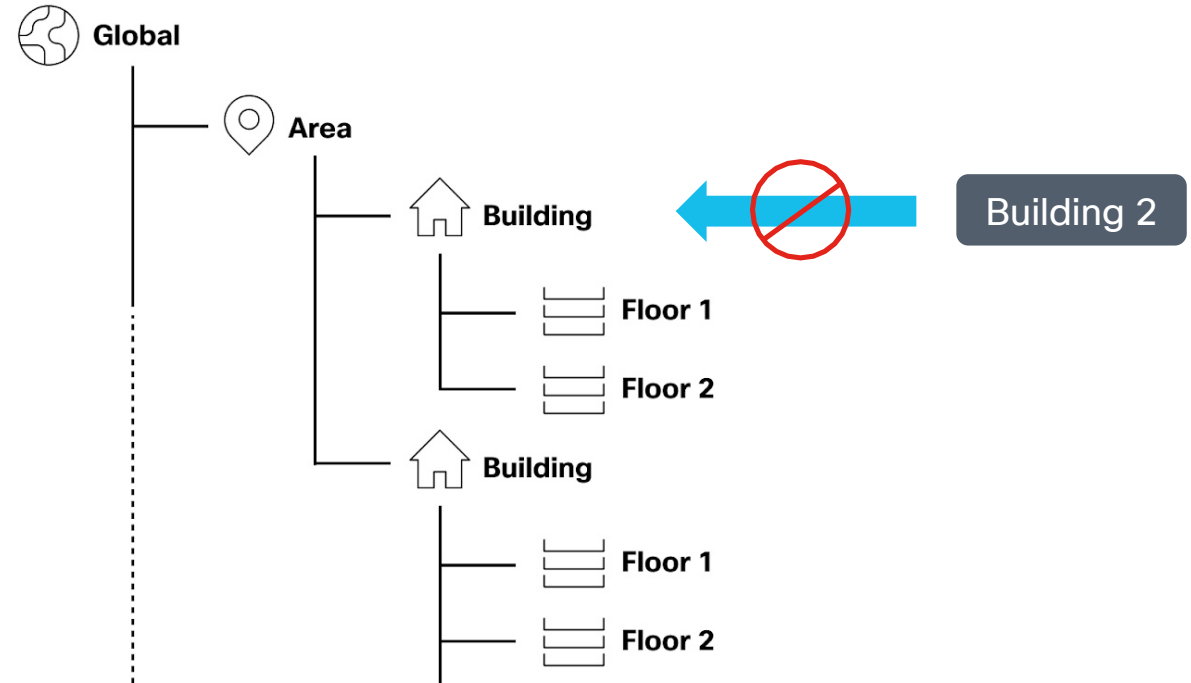 Global
Area
Building
Building 2
Floor 1
Floor 2
Building
Floor 1
Floor 2